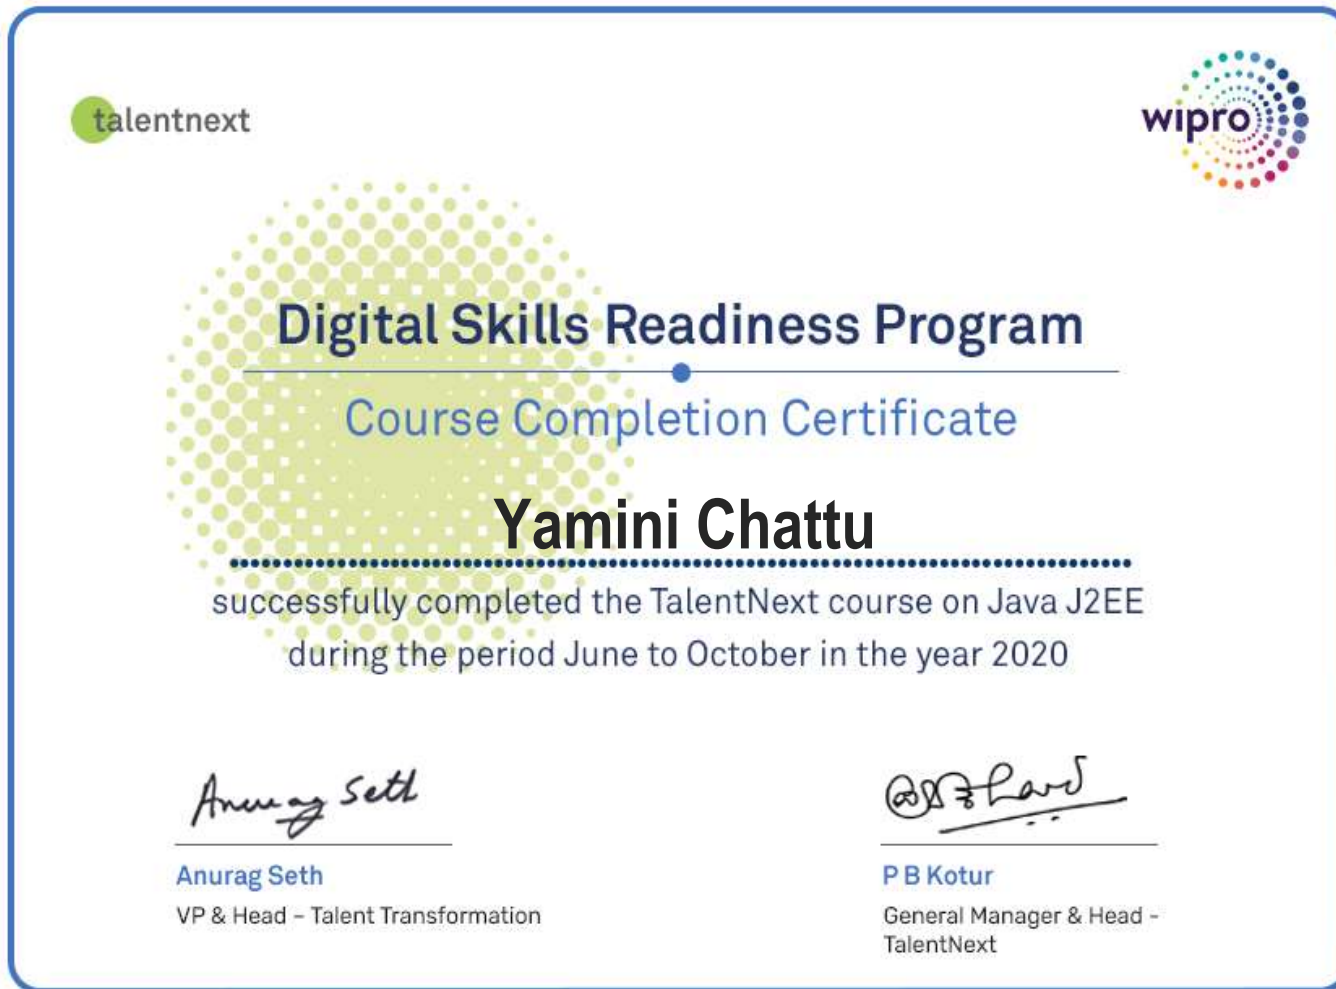 talentnext
wipro
Digital Skills Readiness Program
Course Completion Certificate
Yamini Chattu
successfully completed the TalentNext course on Java J2EE
during the period June to October in the year 2020
Anurag Seth
Anurag Seth
P B Kotur
VP & Head – Talent Transformation
General Manager & Head -
TalentNext